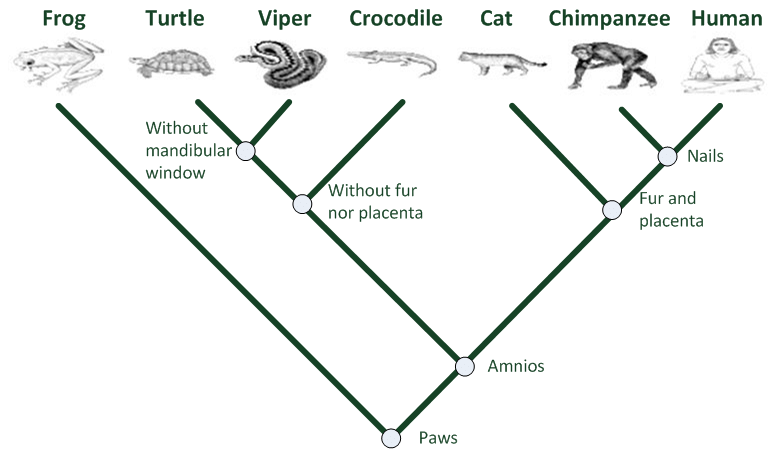 Frog
Turtle
Viper
Crocodile
Cat
Chimpanzee
Human
Without
mandibular
window
Nails
Without fur
nor placenta
Fur and
placenta
Amnios
Paws